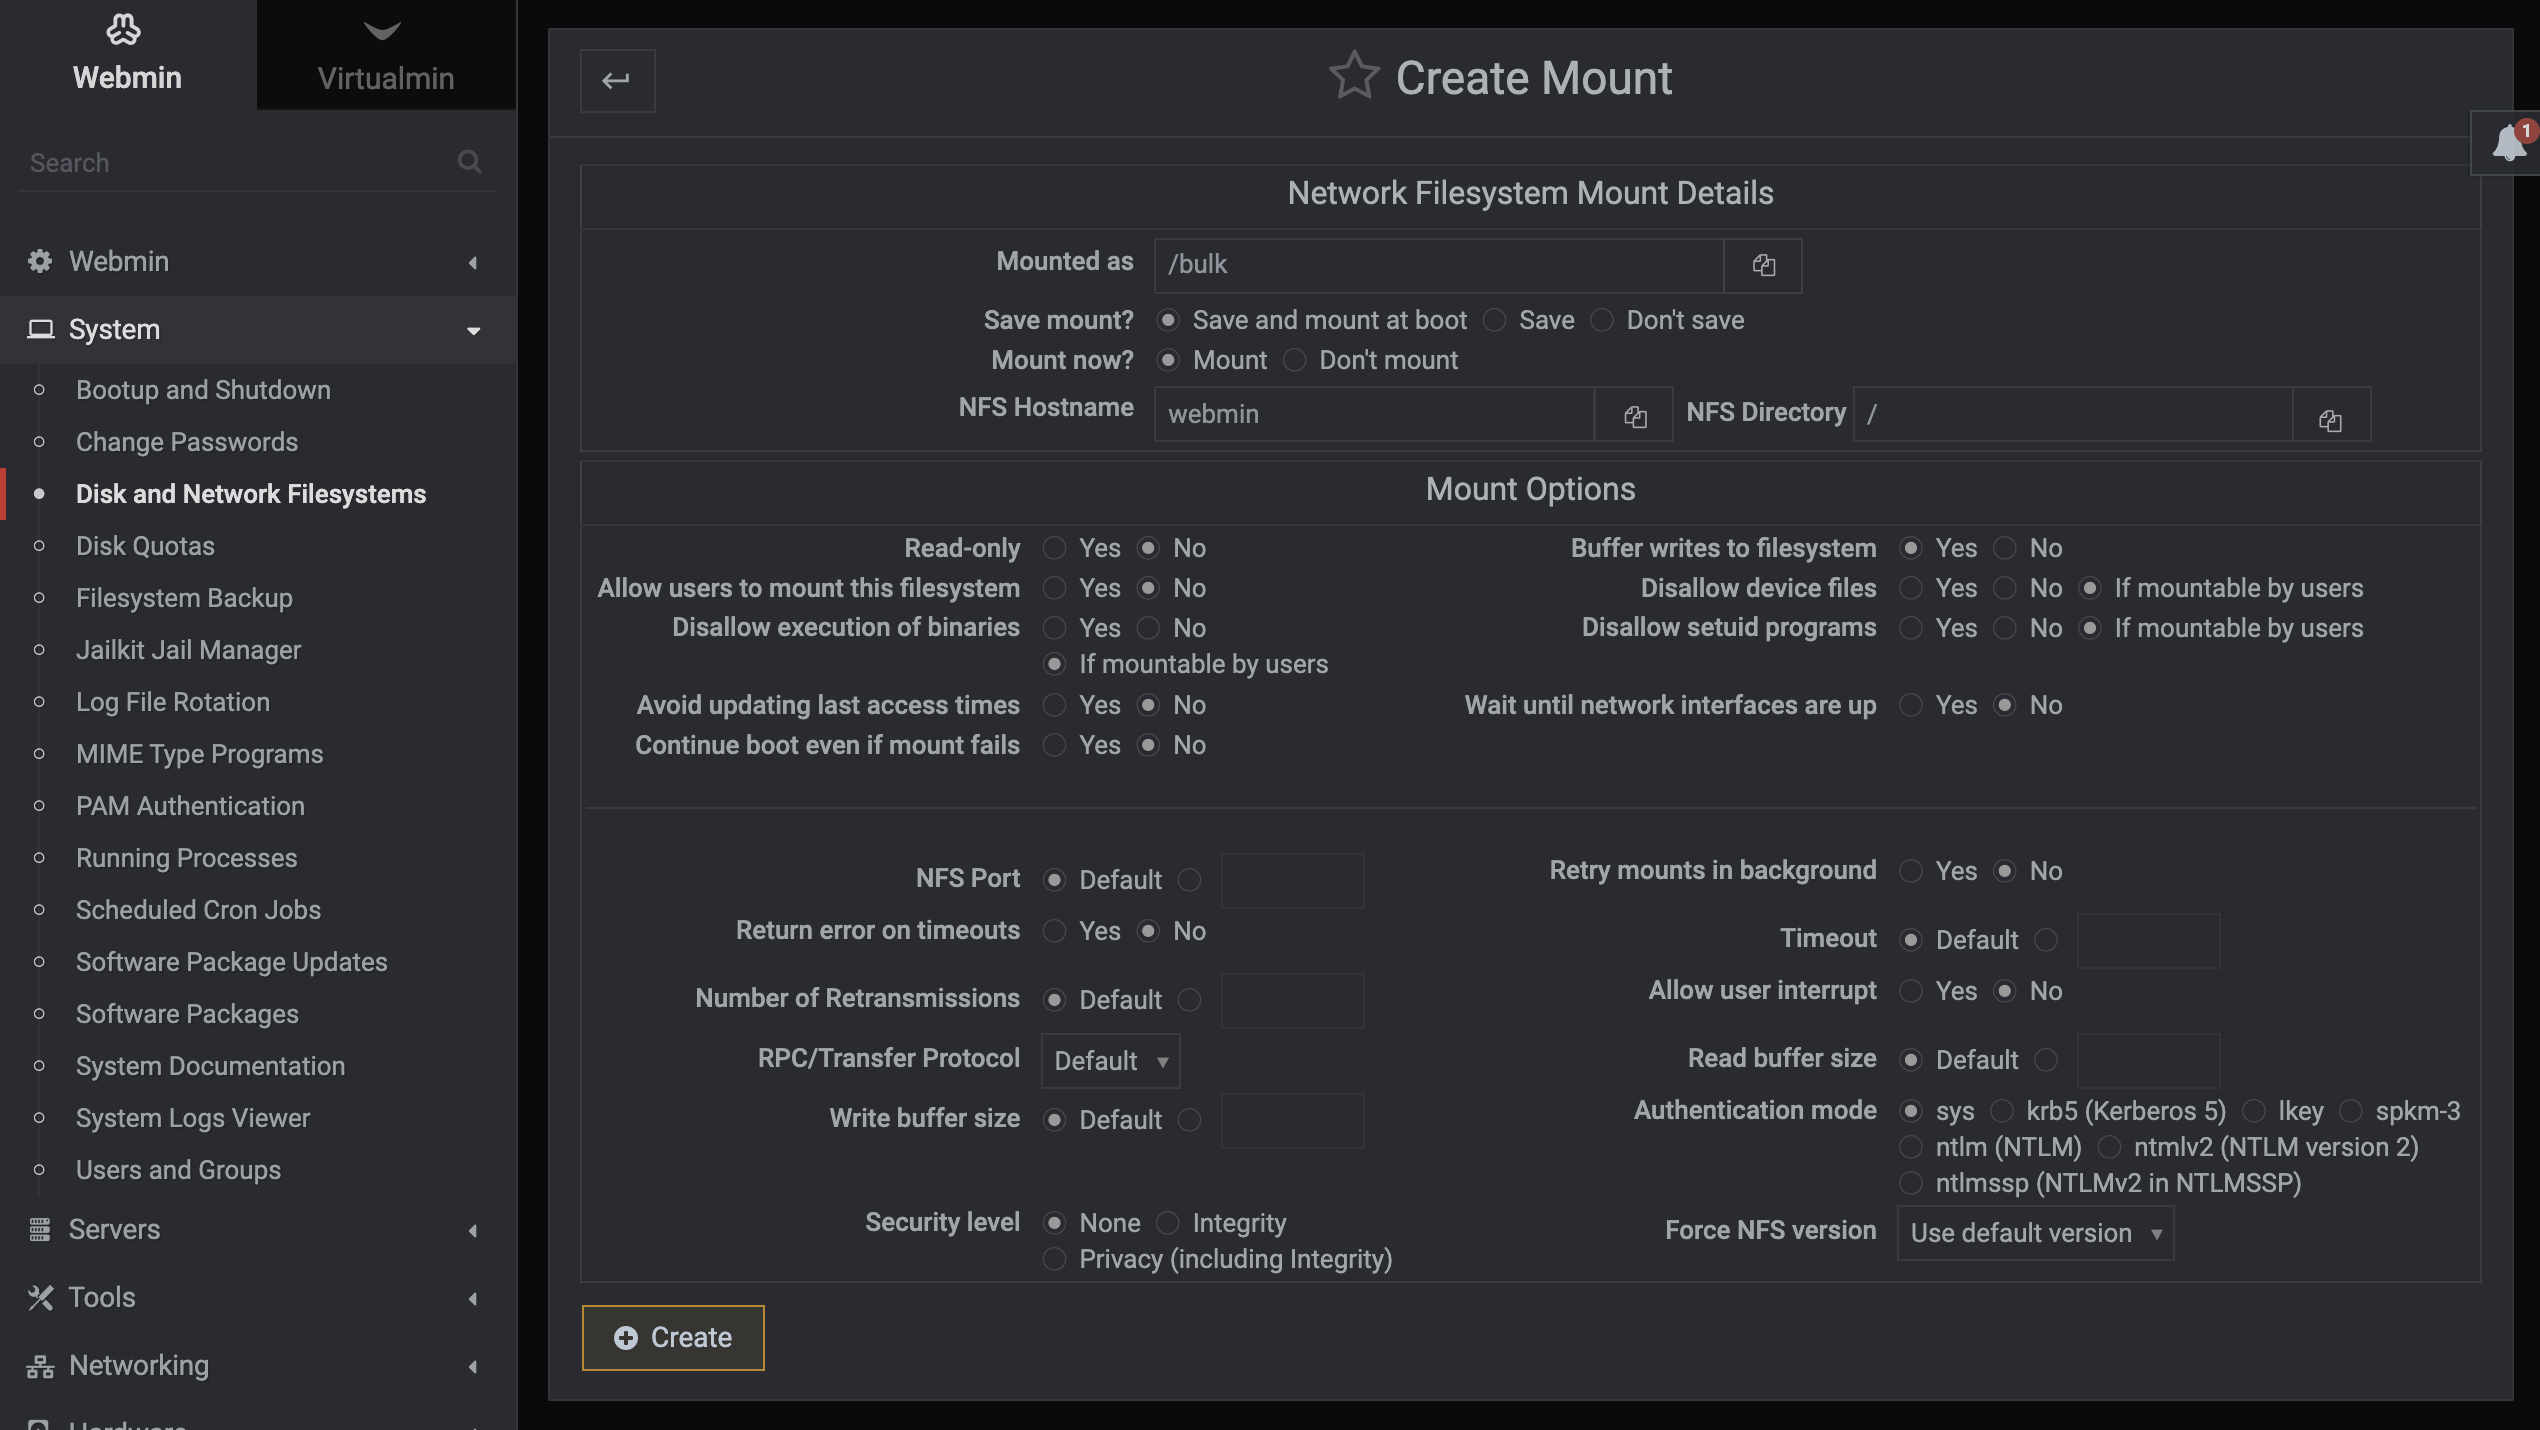 Webmin
Virtualmin
Search
Webmin
System
Bootup and Shutdown
Change Passwords
Disk and Network Filesystems
Disk Quotas
Filesystem Backup
Jailkit Jail Manager
Log File Rotation
MIME Type Programs
PAM Authentication
Running Processes
Scheduled Cron Jobs
Software Package Updates
Software Packages
System Documentation
System Logs Viewer
Users and Groups
Servers
Tools
Networking
Hardware
Create Mount
1
Network Filesystem Mount Details
Mounted as /bulk
Save mount? Save and mount at boot Save Don't save
Mount now? Mount Don't mount
NFS Hostname webmin NFS Directory /
Mount Options
Read-only Yes No Buffer writes to filesystem Yes No
Allow users to mount this filesystem Yes No Disallow device files Yes No If mountable by users
Disallow execution of binaries Yes No Disallow setuid programs Yes No If mountable by users
If mountable by users
Avoid updating last access times Yes No Wait until network interfaces are up Yes No
Continue boot even if mount fails Yes No
NFS Port Default Retry mounts in background Yes No
Return error on timeouts Yes No Timeout Default
Number of Retransmissions Default Allow user interrupt Yes No
RPC/Transfer Protocol Default Read buffer size Default
Write buffer size Default Authentication mode sys krb5 (Kerberos 5) lkey spkm-3
ntlm (NTLM) ntmlv2 (NTLM version 2)
ntlmssp (NTLMv2 in NTLMSSP)
Security level None Integrity Force NFS version Use default version
Privacy (including Integrity)
Create